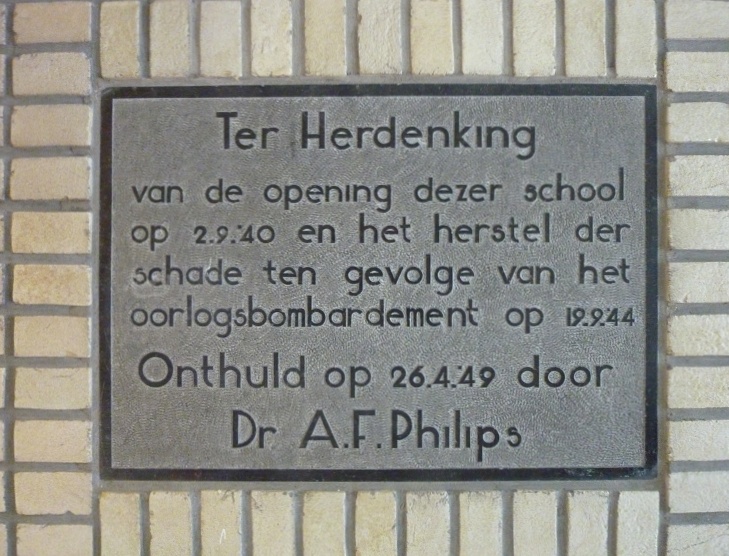 Ter Herdenking
van de opening dezer school
op 2.9.'40 en het herstel der
schade ten gevolge van het
oorlogsbombardement op 19.9.'44
Onthuld op 26.4.'49 door
Dr A.F. Philips